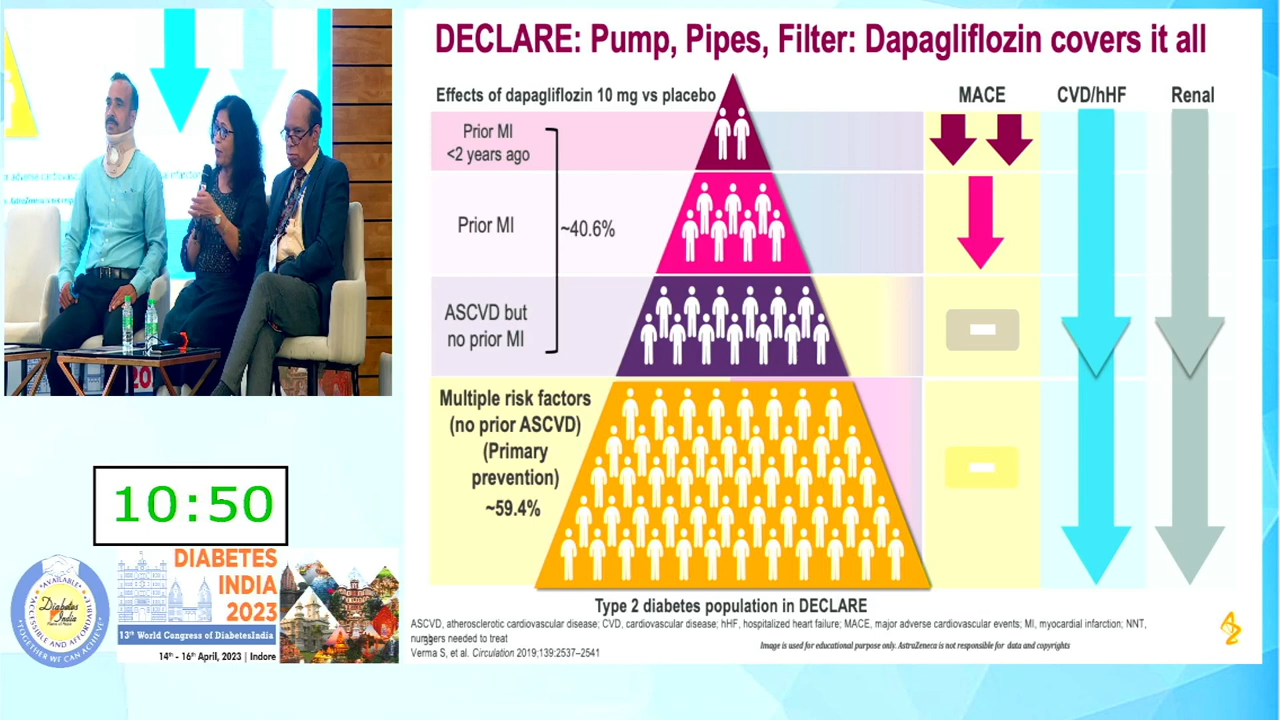 DECLARE: Pump, Pipes, Filter: Dapagliflozin covers it all
Effects of dapagliflozin 10 mg vs placebo
MACE
CVD/hHF
Renal
Prior MI
<2 years ago
Prior MI
~40.6%
ASCVD but
no prior MI
Multiple risk factors
(no prior ASCVD)
(Primary
prevention)
~59.4%
Type 2 diabetes population in DECLARE
ASCVD, atherosclerotic cardiovascular disease; CVD, cardiovascular disease; hHF, hospitalized heart failure; MACE, major adverse cardiovascular events; MI, myocardial infarction; NNT,
numbers needed to treat
Verma S, et al. Circulation 2019;139:2537–2541
Image is used for educational purpose only. AstraZeneca is not responsible for data and copyrights
10:50
AVAILABLE
ACCESSIBLE AND AFFORDABLE
Diabetes
India
TOGETHER WE CAN ACHIEVE
DIABETES
INDIA
2023
13th World Congress of DiabetesIndia
14th - 16th April, 2023 | Indore